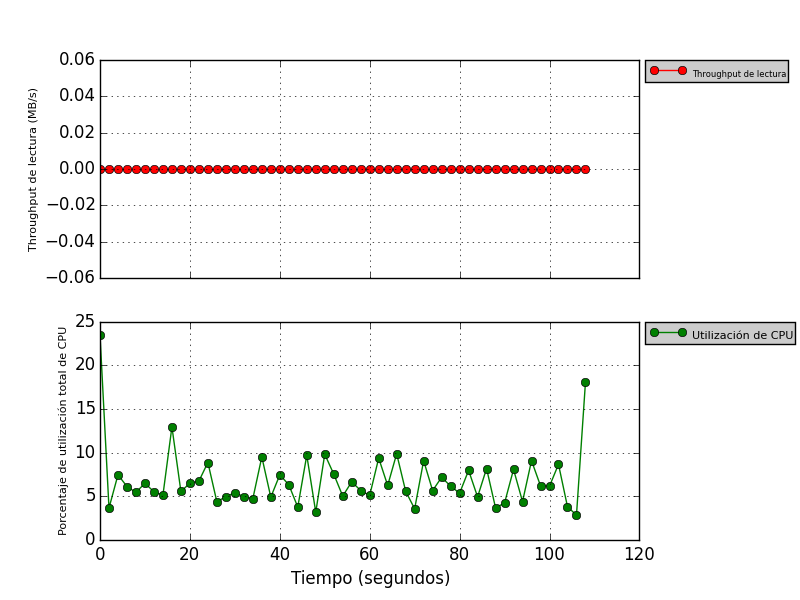 0.06
0.04
0.02
0.00
−0.02
−0.04
−0.06
Throughput de lectura (MB/s)
Throughput de lectura
25
20
15
10
5
0
Porcentaje de utilización total de CPU
Utilización de CPU
0 20 40 60 80 100 120
Tiempo (segundos)